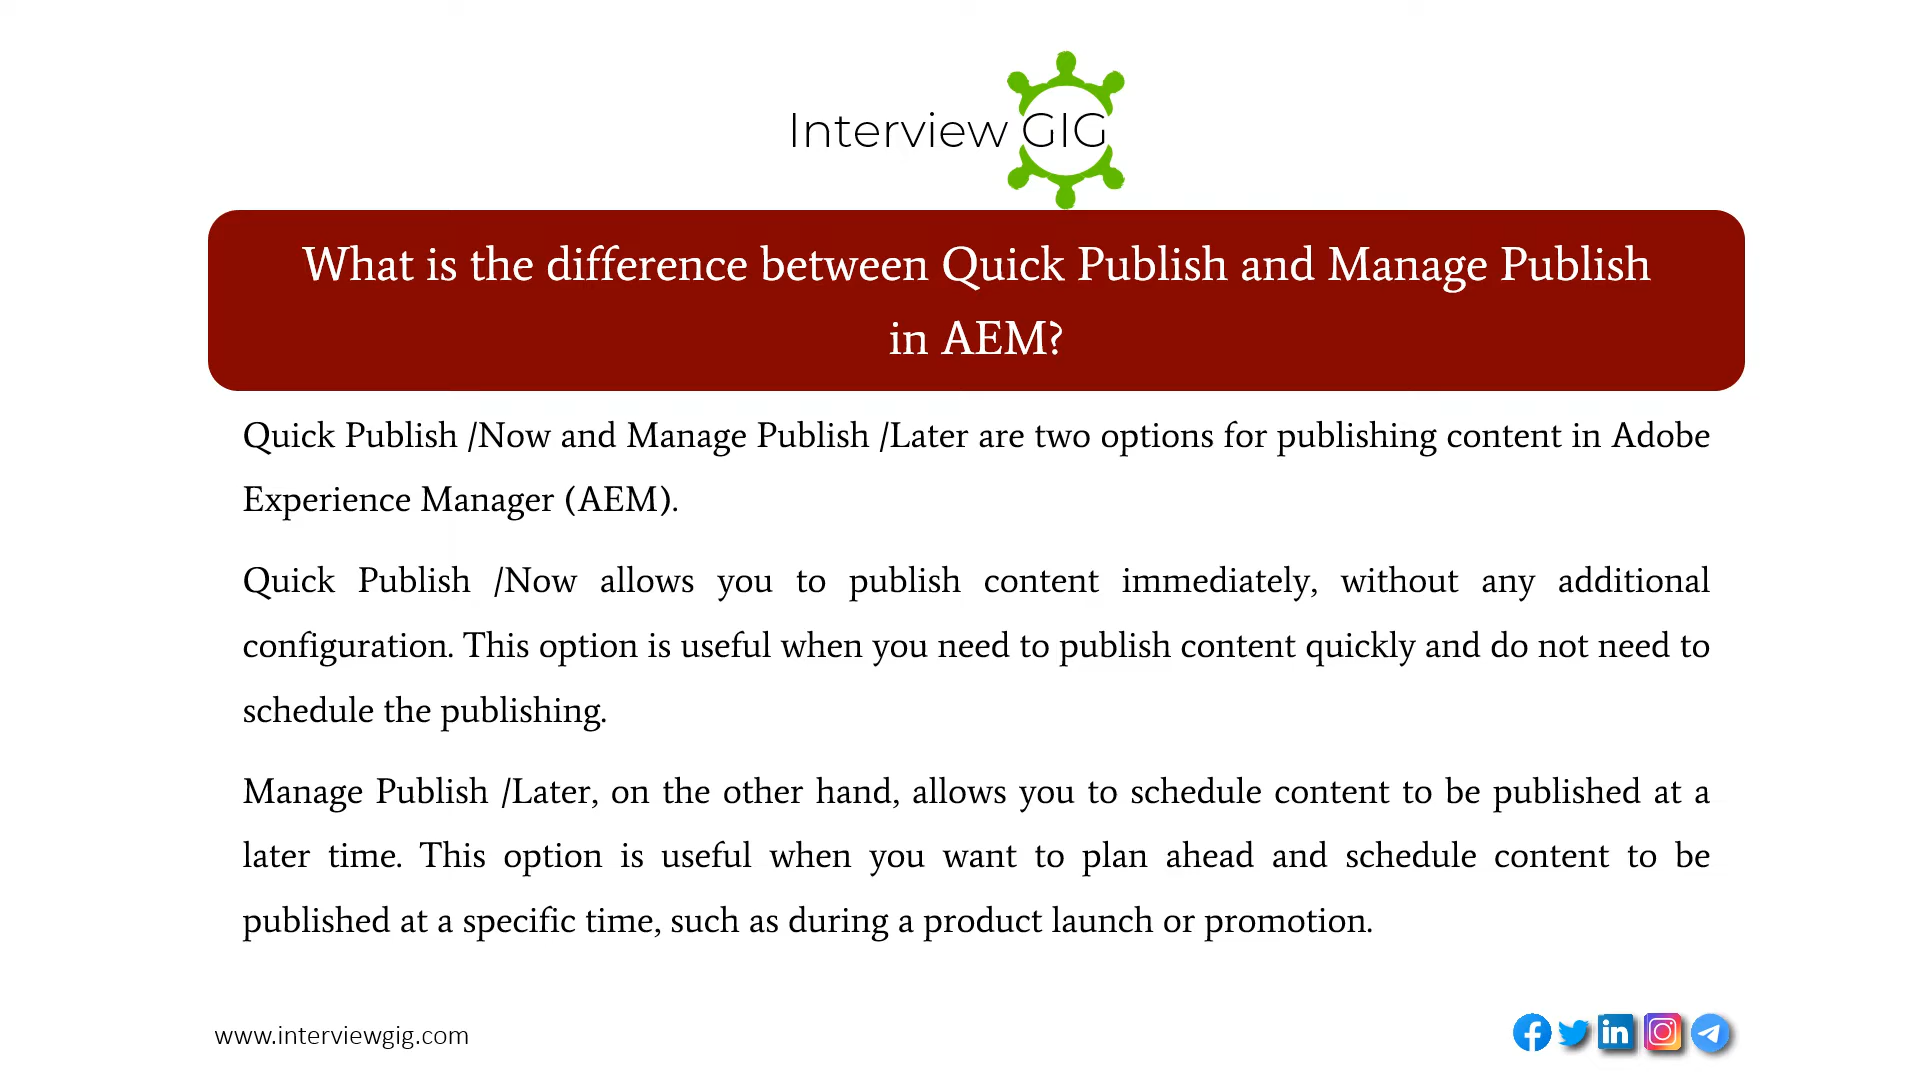 Interview GIG
What is the difference between Quick Publish and Manage Publish
in AEM?
Quick Publish /Now and Manage Publish /Later are two options for publishing content in Adobe
Experience Manager (AEM).
Quick Publish /Now allows you to publish content immediately, without any additional
configuration. This option is useful when you need to publish content quickly and do not need to
schedule the publishing.
Manage Publish /Later, on the other hand, allows you to schedule content to be published at a
later time. This option is useful when you want to plan ahead and schedule content to be
published at a specific time, such as during a product launch or promotion.
www.interviewgig.com